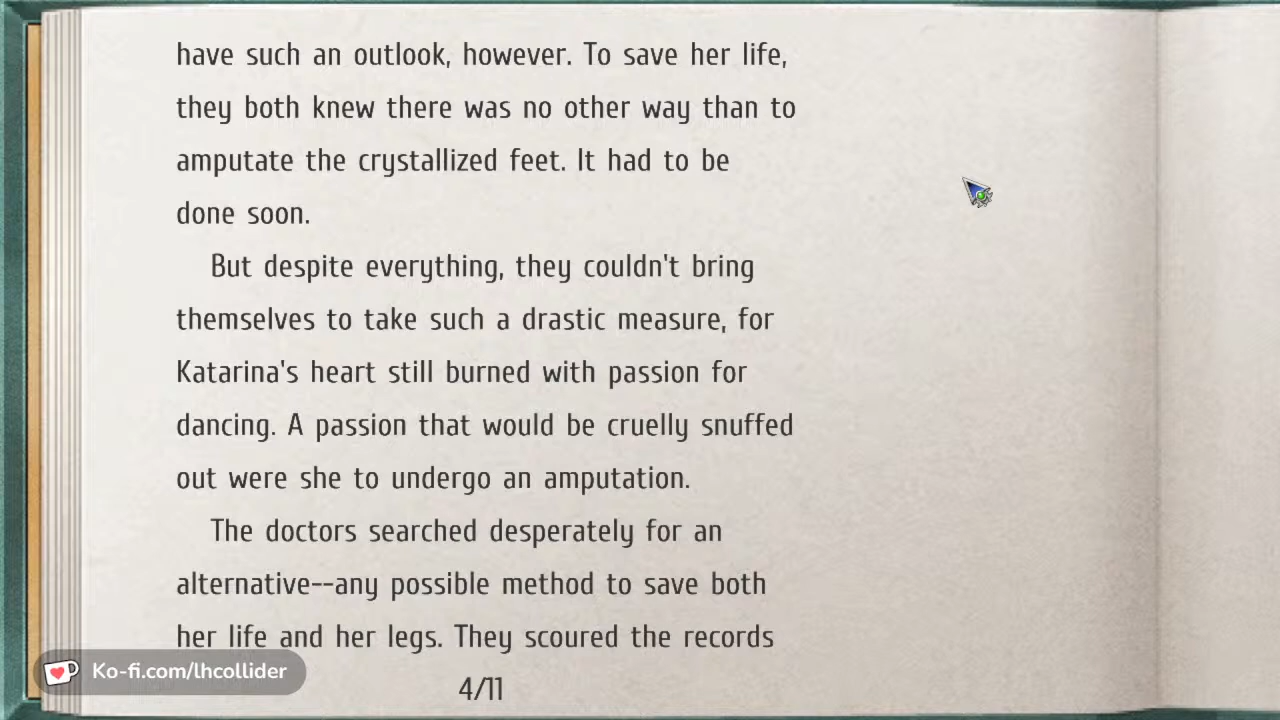 have such an outlook, however. To save her life,
they both knew there was no other way than to
amputate the crystallized feet. It had to be
done soon.
But despite everything, they couldn't bring
themselves to take such a drastic measure, for
Katarina's heart still burned with passion for
dancing. A passion that would be cruelly snuffed
out were she to undergo an amputation.
The doctors searched desperately for an
alternative--any possible method to save both
her life and her legs. They scoured the records
Ko-fi.com/lhcollider
4/11